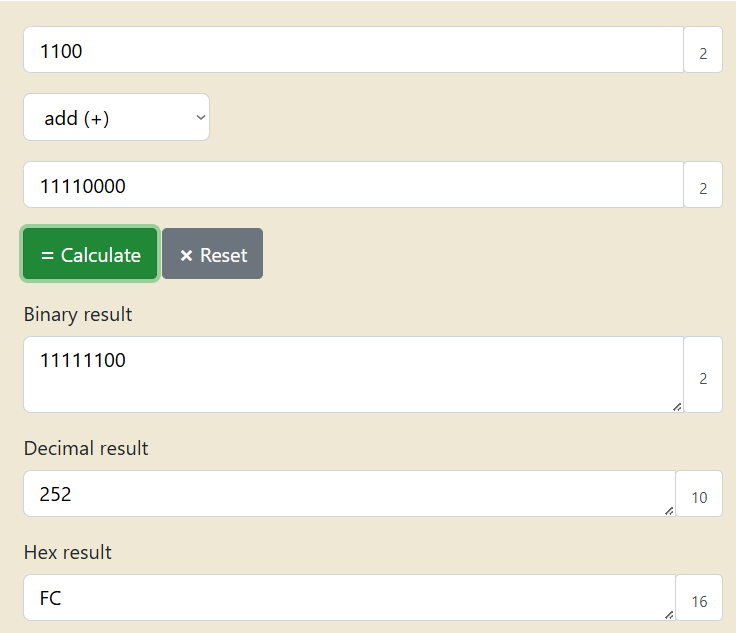 1100 2
add (+)
11110000 2
= Calculate × Reset
Binary result
11111100 2
Decimal result
252 10
Hex result
FC 16